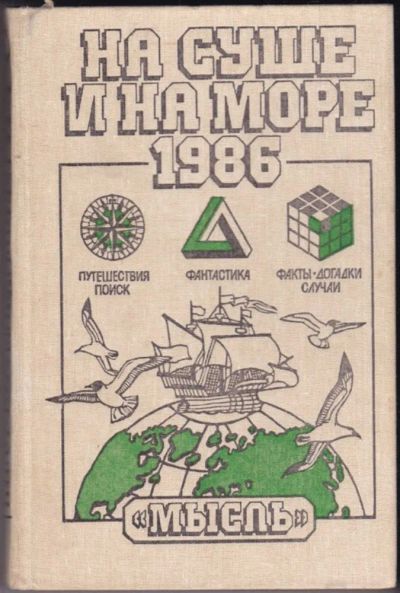 НА СУШЕ
И НА МОРЕ
1986
ПУТЕШЕСТВИЯ
ПОИСК
ФАНТАСТИКА
ФАКТЫ·ДОГАДКИ
СЛУЧАИ
«МЫСЛЬ»